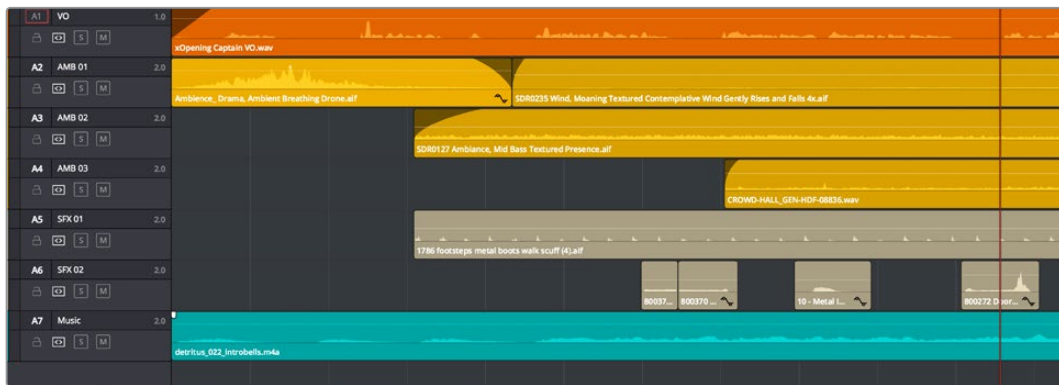 A1 VO 1.0
S M
xOpening Captain VO.wav
A2 AMB 01 2.0
S M
Ambience_ Drama, Ambient Breathing Drone.aif
SDR0235 Wind, Moaning Textured Contemplative Wind Gently Rises and Falls 4x.aif
A3 AMB 02 2.0
S M
SDR0127 Ambiance, Mid Bass Textured Presence.aif
A4 AMB 03 2.0
S M
CROWD-HALL_GEN-HDF-08836.wav
A5 SFX 01 2.0
S M
1786 footsteps metal boots walk scuff (4).aif
A6 SFX 02 2.0
S M
80037... 800370 ... 10 - Metal I... 800272 Door...
A7 Music 2.0
S M
detritus_022_introbells.m4a